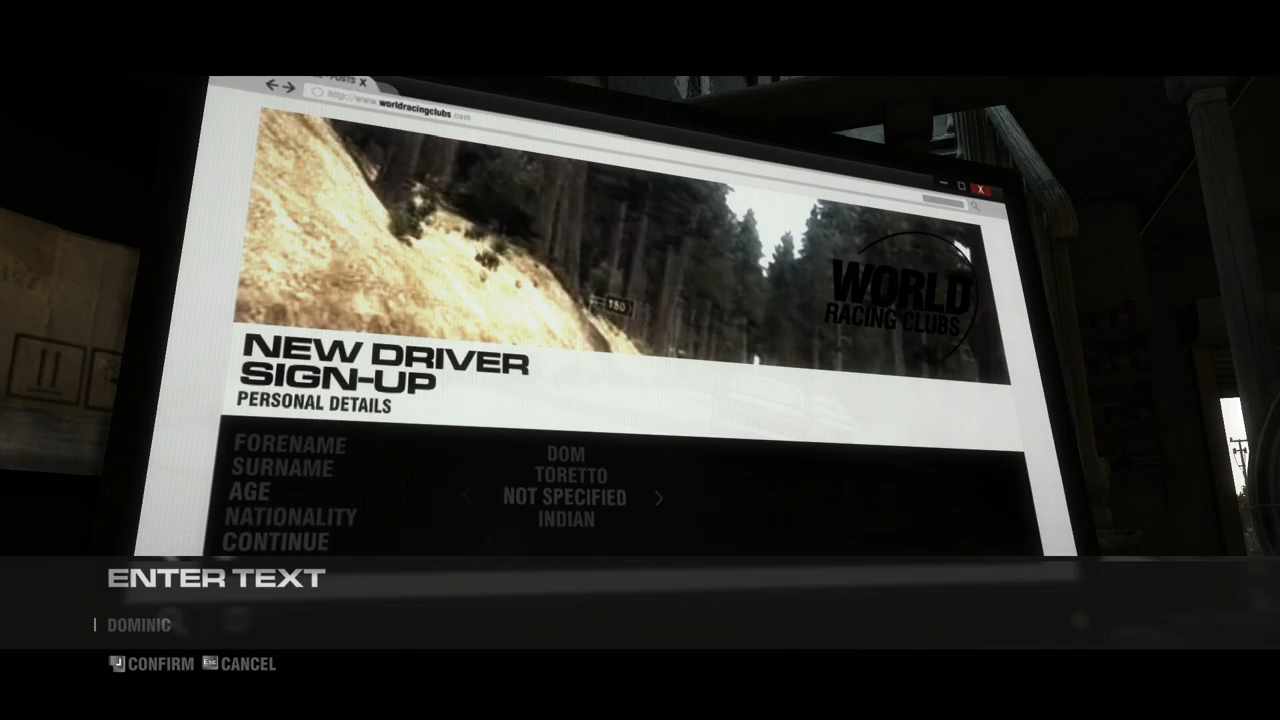 POSTS X
http://www.worldracingclubs.com
X
150
WORLD
RACING CLUBS
NEW DRIVER
SIGN-UP
PERSONAL DETAILS
FORENAME DOM
SURNAME TORETTO
AGE < NOT SPECIFIED >
NATIONALITY INDIAN
CONTINUE
ENTER TEXT
DOMINIC
CONFIRM Esc CANCEL